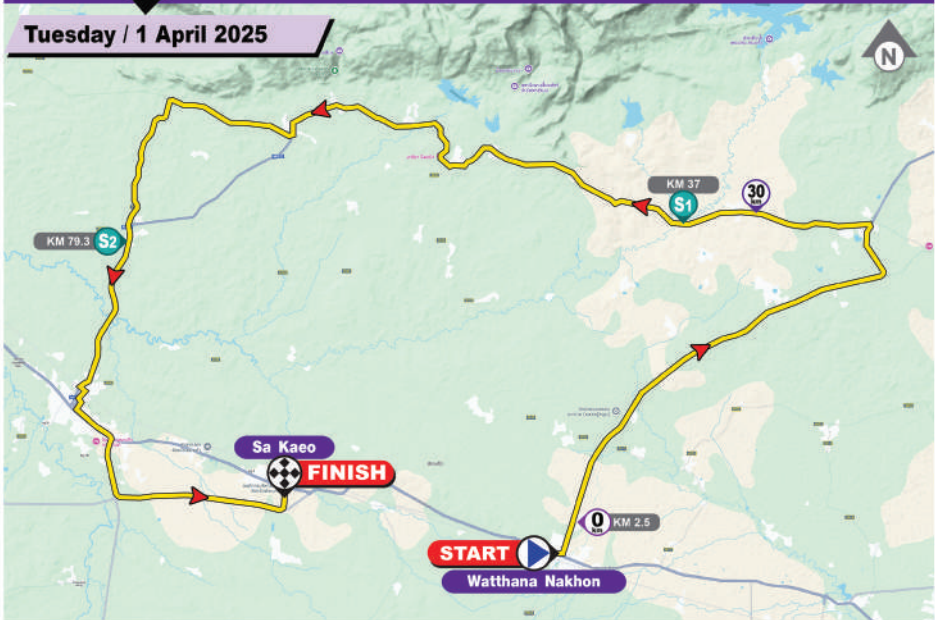 Tuesday / 1 April 2025
N
KM 37
S1
30
km
KM 79.3
S2
Sa Kaeo
FINISH
0
km
KM 2.5
START
Watthana Nakhon